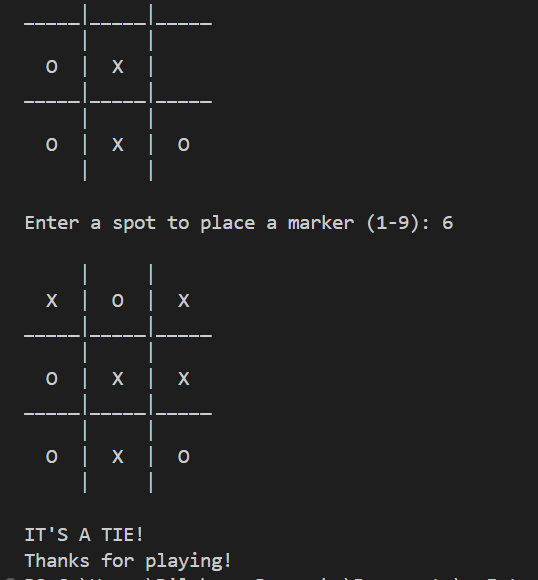 _____|_____|_____
     |     |
  O  |  X  |
_____|_____|_____
     |     |
  O  |  X  |  O
     |     |
Enter a spot to place a marker (1-9): 6
     |     |
  X  |  O  |  X
_____|_____|_____
     |     |
  O  |  X  |  X
_____|_____|_____
     |     |
  O  |  X  |  O
     |     |
IT'S A TIE!
Thanks for playing!